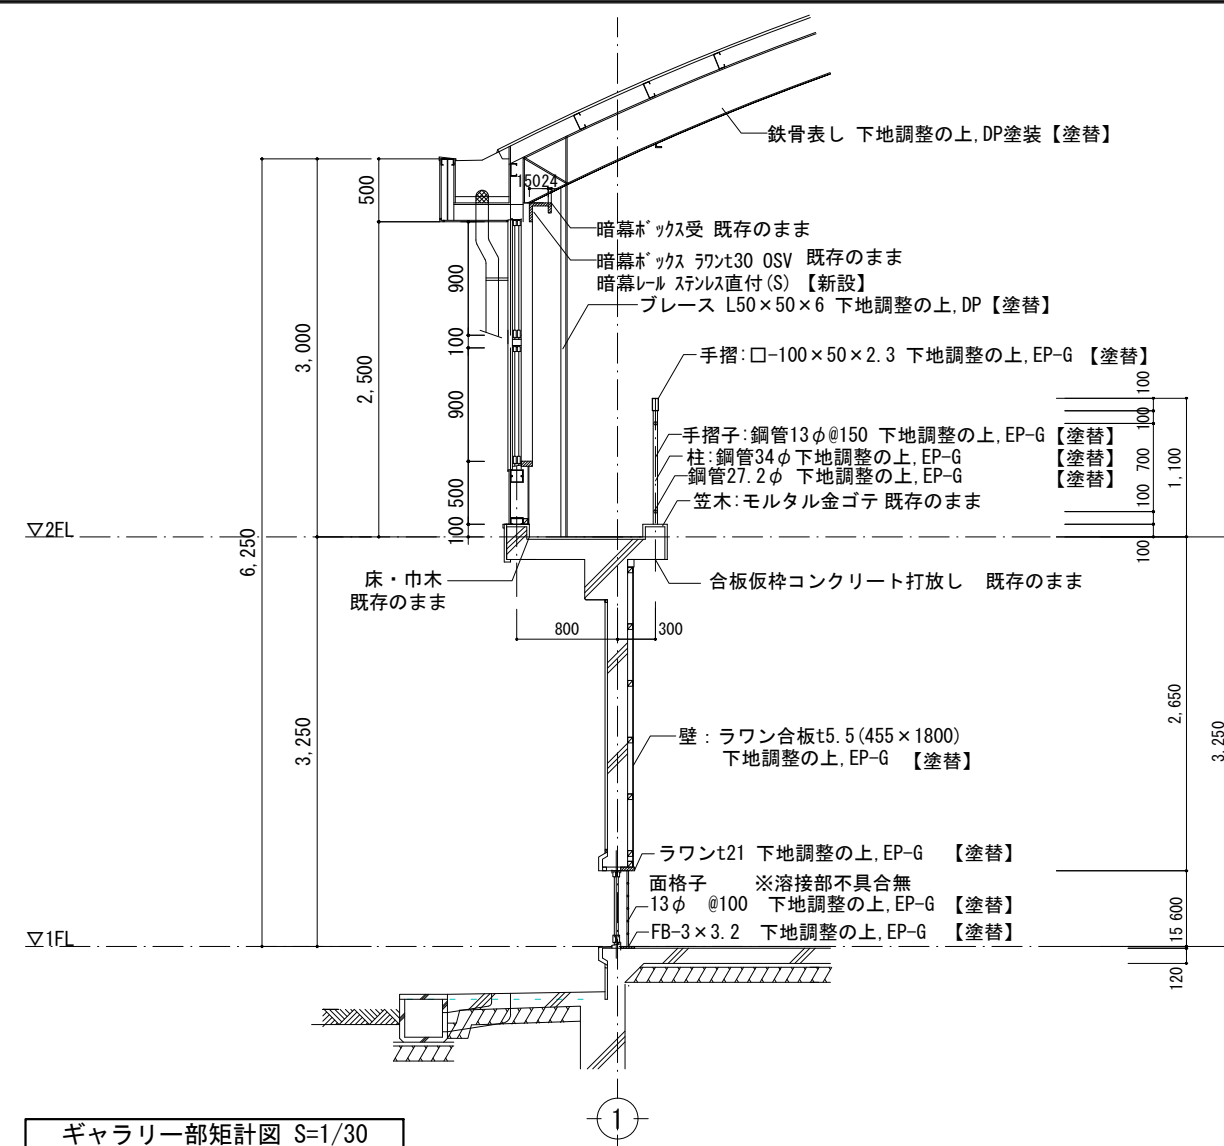 鉄骨表し 下地調整の上,DP塗装【塗替】
500
15024
暗幕ボックス受 既存のまま
暗幕ボックス ラワンt30 OSV 既存のまま
暗幕レール ステンレス直付(S) 【新設】
ブレース L50×50×6 下地調整の上,DP【塗替】
900
100
900
500
100
3,000
2,500
手摺:□-100×50×2.3 下地調整の上,EP-G 【塗替】
手摺子:鋼管13φ@150 下地調整の上,EP-G【塗替】
柱:鋼管34φ下地調整の上,EP-G 【塗替】
鋼管27.2φ 下地調整の上,EP-G 【塗替】
笠木:モルタル金ゴテ 既存のまま
100
100
700
100
100
1,100
▽2FL
6,250
床・巾木
既存のまま
合板仮枠コンクリート打放し 既存のまま
800
300
3,250
2,650
3,250
壁：ラワン合板t5.5(455×1800)
下地調整の上,EP-G 【塗替】
ラワンt21 下地調整の上,EP-G 【塗替】
面格子 ※溶接部不具合無
13φ @100 下地調整の上,EP-G 【塗替】
FB-3×3.2 下地調整の上,EP-G 【塗替】
600
15
120
▽1FL
1
ギャラリー部矩計図 S=1/30